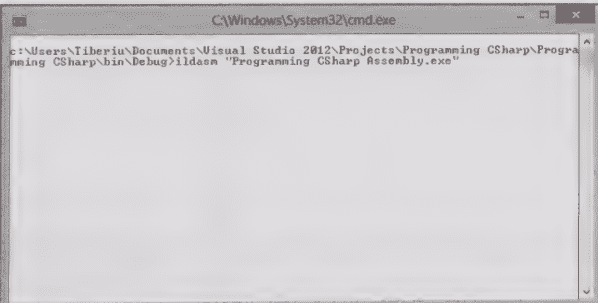 C:\Windows\System32\cmd.exe
c:\Users\Tiberiu\Documents\Visual Studio 2012\Projects\Programming CSharp\Progra
mming CSharp\bin\Debug>ildasm "Programming CSharp Assembly.exe"